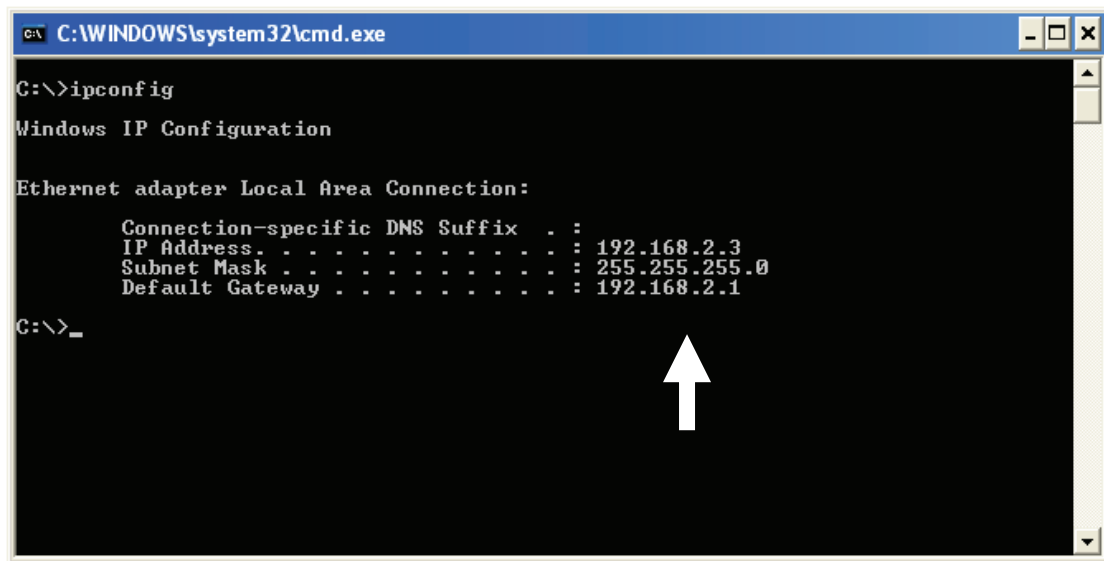 C:\WINDOWS\system32\cmd.exe
C:\>ipconfig
Windows IP Configuration
Ethernet adapter Local Area Connection:
Connection-specific DNS Suffix  . :
IP Address. . . . . . . . . . . . : 192.168.2.3
Subnet Mask . . . . . . . . . . . : 255.255.255.0
Default Gateway . . . . . . . . . : 192.168.2.1
C:\>_